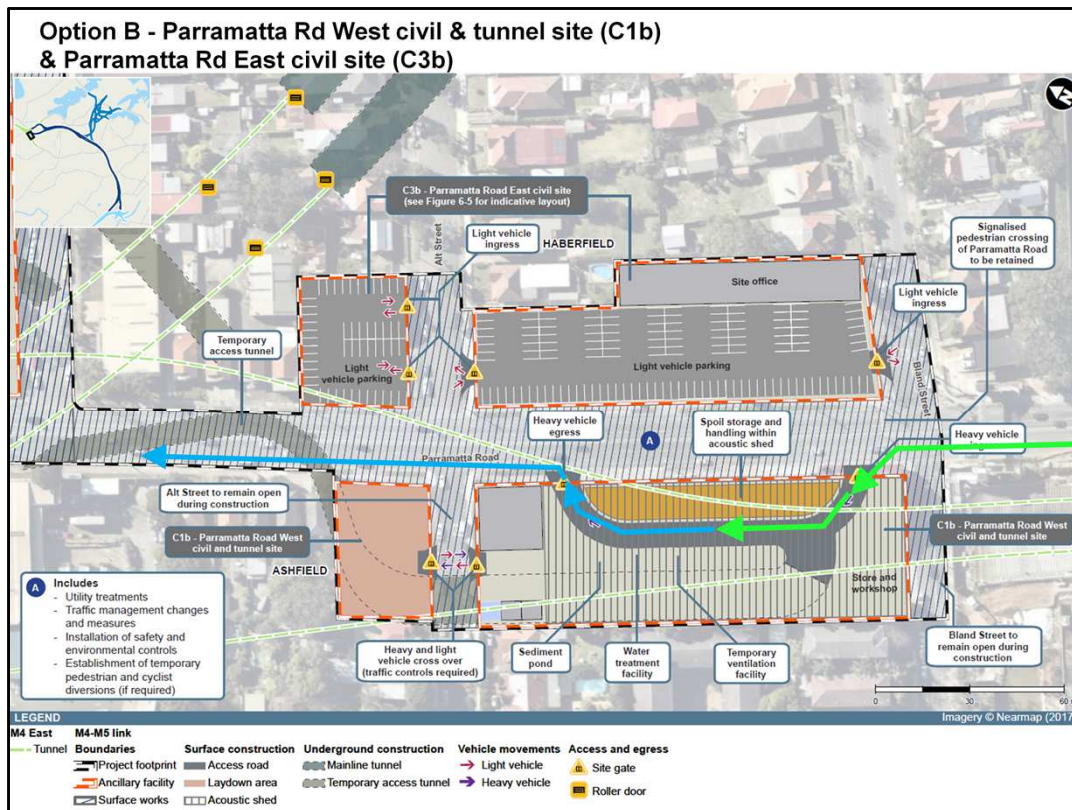 Option B - Parramatta Rd West civil & tunnel site (C1b)
& Parramatta Rd East civil site (C3b)
C3b - Parramatta Road East civil site
(see Figure 6-5 for indicative layout)
Alt Street
Light vehicle
ingress
HABERFIELD
Signalised
pedestrian crossing
of Parramatta Road
to be retained
Site office
Light vehicle
ingress
Temporary
access tunnel
Light
vehicle parking
Light vehicle parking
Bland Street
Heavy vehicle
egress
A
Spoil storage and
handling within
acoustic shed
Heavy vehicle
Parramatta Road
Alt Street to remain open
during construction
C1b - Parramatta Road West
civil and tunnel site
C1b - Parramatta Road West
civil and tunnel site
ASHFIELD
Store and
workshop
A Includes
- Utility treatments
- Traffic management changes
and measures
- Installation of safety and
environmental controls
- Establishment of temporary
pedestrian and cyclist
diversions (if required)
Heavy and light
vehicle cross over
(traffic controls required)
Sediment
pond
Water
treatment
facility
Temporary
ventilation
facility
Bland Street to
remain open during
construction
0 30 60
LEGEND
Imagery © Nearmap (2017
M4 East
Tunnel
M4-M5 link
Boundaries
Project footprint
Ancillary facility
Surface works
Surface construction
Access road
Laydown area
Acoustic shed
Underground construction
Mainline tunnel
Temporary access tunnel
Vehicle movements
Light vehicle
Heavy vehicle
Access and egress
Site gate
Roller door